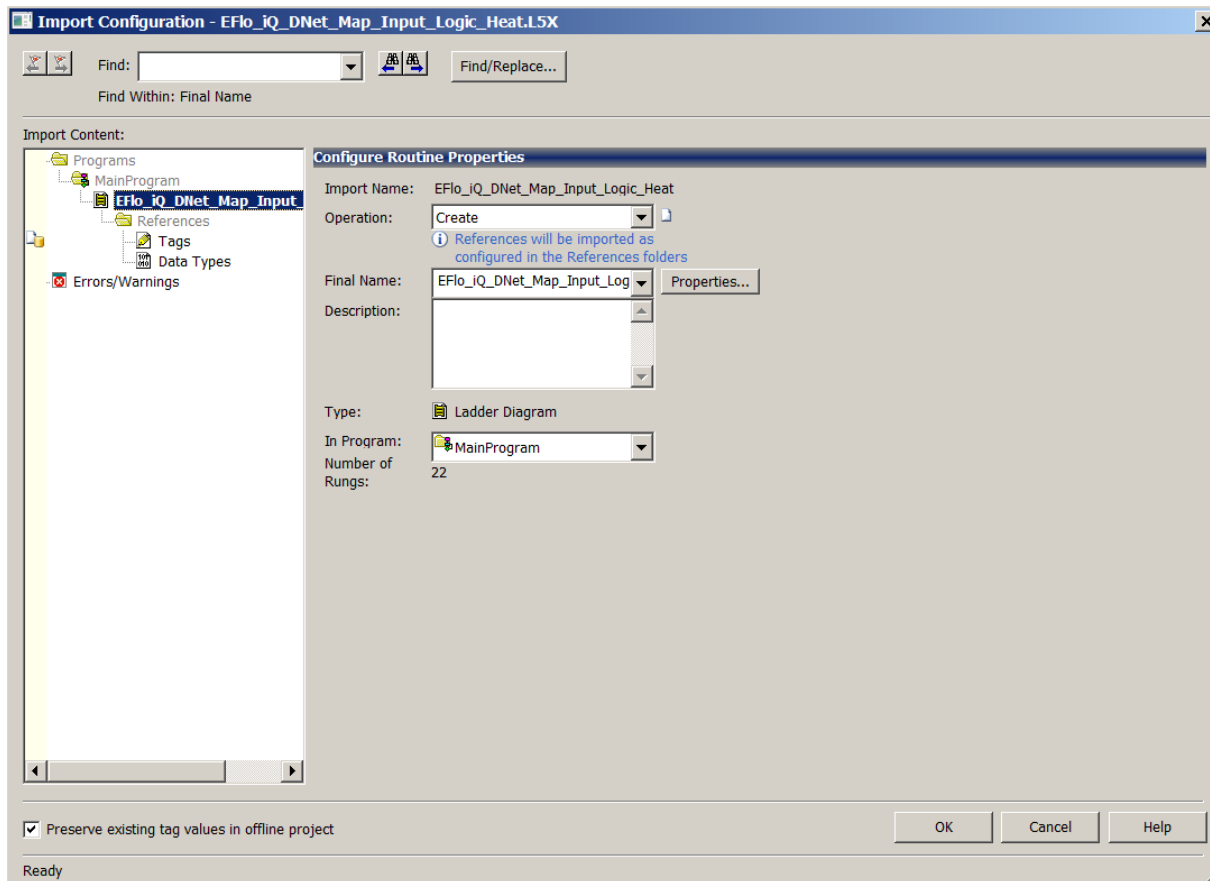 Import Configuration - EFlo_iQ_DNet_Map_Input_Logic_Heat.L5X
Find:
Find/Replace...
Find Within: Final Name
Import Content:
Programs
MainProgram
EFlo_iQ_DNet_Map_Input_
References
Tags
Data Types
Errors/Warnings
Configure Routine Properties
Import Name: EFlo_iQ_DNet_Map_Input_Logic_Heat
Operation: Create
References will be imported as
configured in the References folders
Final Name: EFlo_iQ_DNet_Map_Input_Log Properties...
Description:
Type: Ladder Diagram
In Program: MainProgram
Number of
Rungs: 22
Preserve existing tag values in offline project
OK Cancel Help
Ready